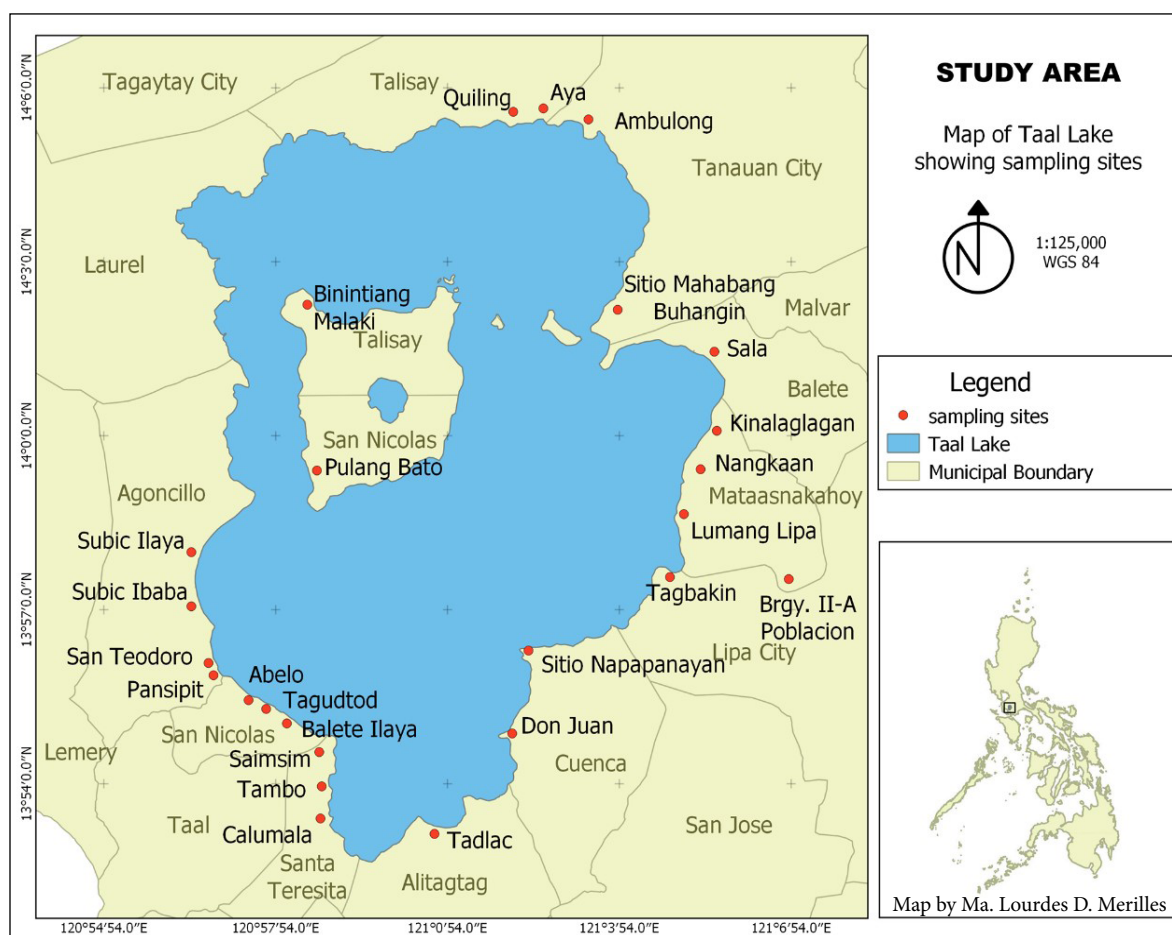 Tagaytay City
Talisay
Quiling
Aya
Ambulong
Tanauan City
Laurel
Binintiang
Malaki
Talisay
Sitio Mahabang
Buhangin
Malvar
Sala
Balete
Kinalaglagan
San Nicolas
Pulang Bato
Nangkaan
Mataasnakahoy
Agoncillo
Lumang Lipa
Subic Ilaya
Subic Ibaba
Tagbakin
Brgy. II-A
Poblacion
San Teodoro
Sitio Napapanayan
Lipa City
Pansipit
Abelo
Tagudtod
San Nicolas
Balete Ilaya
Don Juan
Lemery
Saimsim
Cuenca
Tambo
Taal
Calumala
Tadlac
San Jose
Santa
Teresita
Alitagtag
14°6'0.0"N
14°3'0.0"N
14°0'0.0"N
13°57'0.0"N
13°54'0.0"N
120°54'54.0"E
120°57'54.0"E
121°0'54.0"E
121°3'54.0"E
121°6'54.0"E
STUDY AREA
Map of Taal Lake
showing sampling sites
N
1:125,000
WGS 84
Legend
sampling sites
Taal Lake
Municipal Boundary
Map by Ma. Lourdes D. Merilles